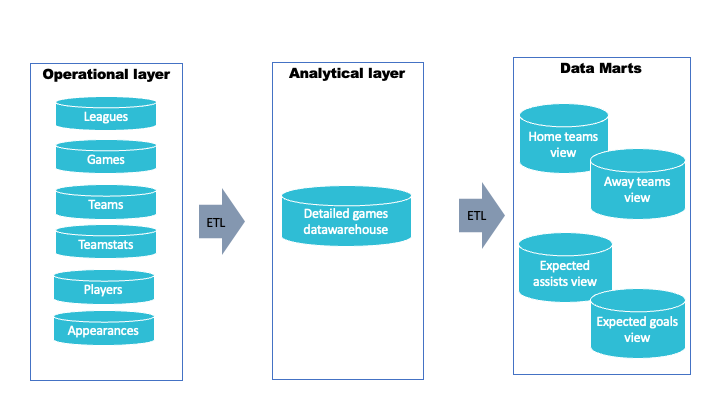 Operational layer
Leagues
Games
Teams
Teamstats
Players
Appearances
ETL
Analytical layer
Detailed games
datawarehouse
ETL
Data Marts
Home teams
view
Away teams
view
Expected
assists view
Expected goals
view